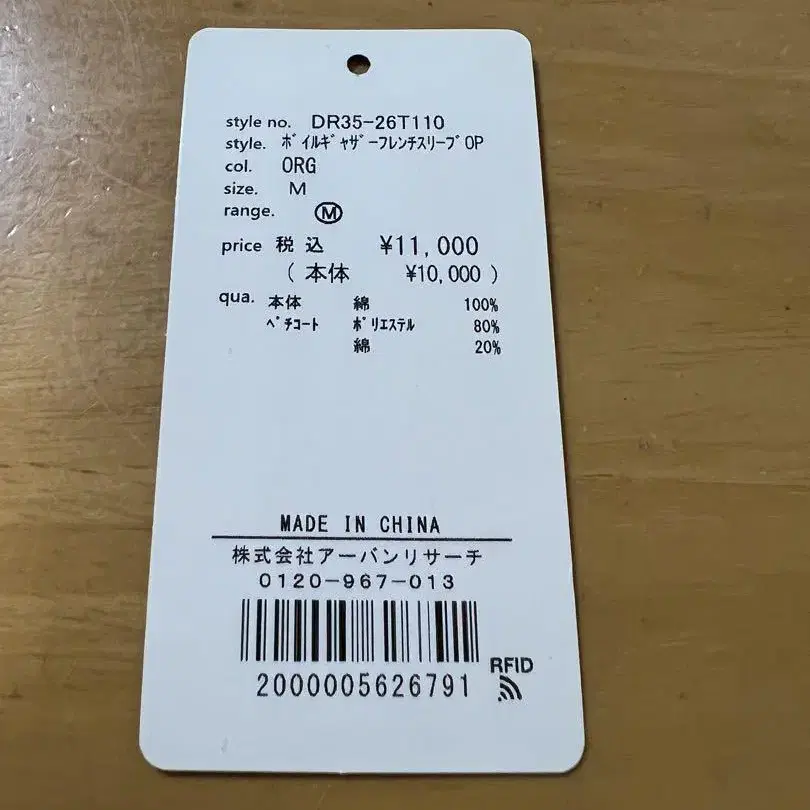 style no. DR35-26T110
style. ﾎﾞｲﾙｷﾞｬｻﾞｰﾌﾚﾝﾁｽﾘｰﾌﾞOP
col. ORG
size. M
range. Ⓜ
price 税込 ¥11,000
( 本体 ¥10,000 )
qua. 本体 綿 100%
ﾍﾟﾁｺｰﾄ ﾎﾟﾘｴｽﾃﾙ 80%
綿 20%
MADE IN CHINA
株式会社アーバンリサーチ
0120-967-013
RFID
2000005626791